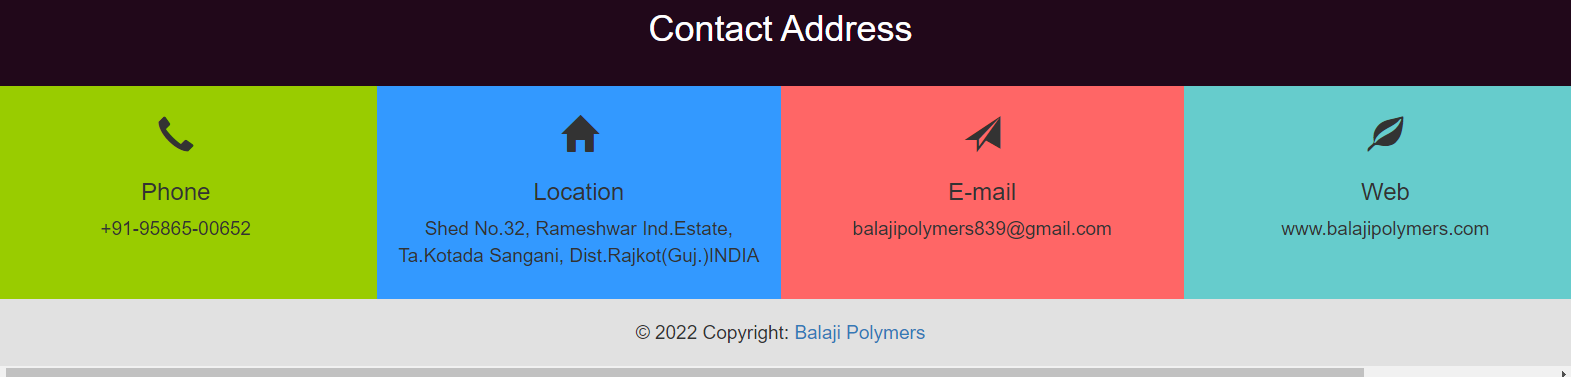 Contact Address
Phone
+91-95865-00652
Location
Shed No.32, Rameshwar Ind.Estate,
Ta.Kotada Sangani, Dist.Rajkot(Guj.)INDIA
E-mail
balajipolymers839@gmail.com
Web
www.balajipolymers.com
© 2022 Copyright: Balaji Polymers